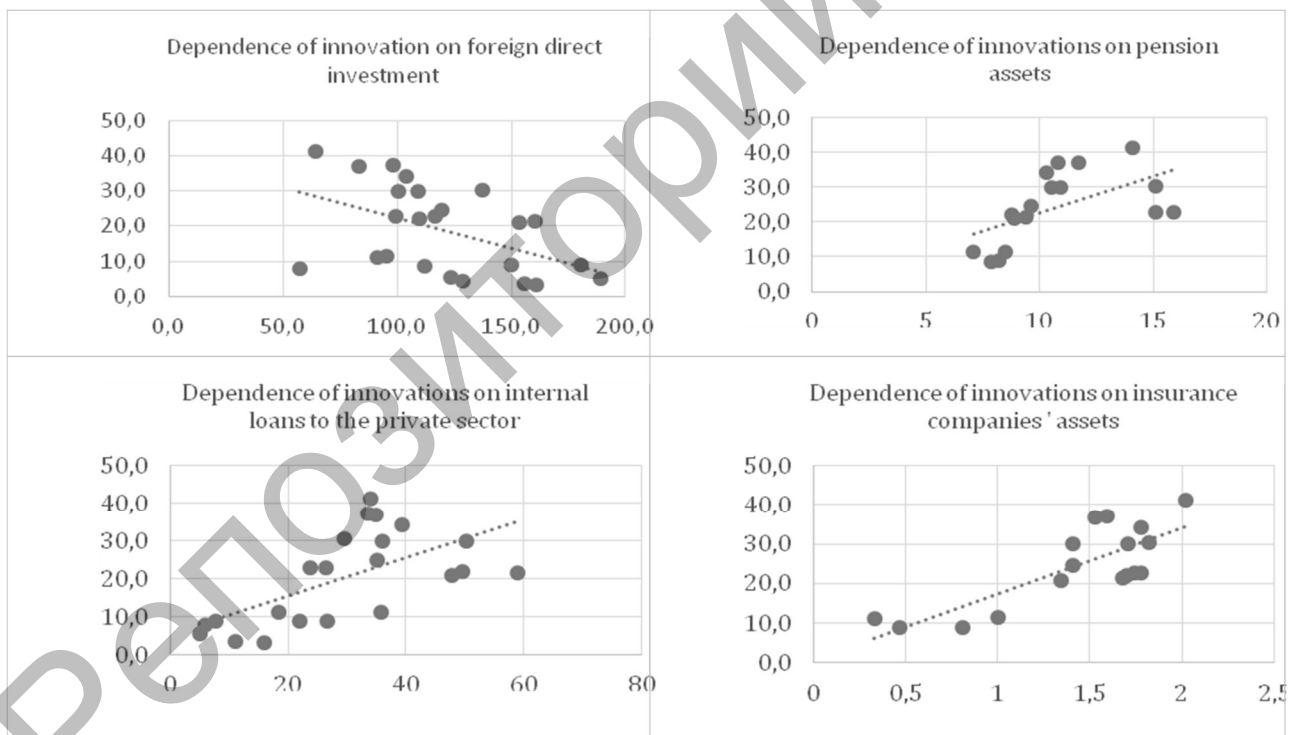 Dependence of innovation on foreign direct
investment
50,0
40,0
30,0
20,0
10,0
0,0
0,0 50,0 100,0 150,0 200,0
Dependence of innovations on pension
assets
50,0
40,0
30,0
20,0
10,0
0,0
0 5 10 15 20
Dependence of innovations on internal
loans to the private sector
50,0
40,0
30,0
20,0
10,0
0,0
0 20 40 60 80
Dependence of innovations on insurance
companies ' assets
50,0
40,0
30,0
20,0
10,0
0,0
0 0,5 1 1,5 2 2,5
Репозитории